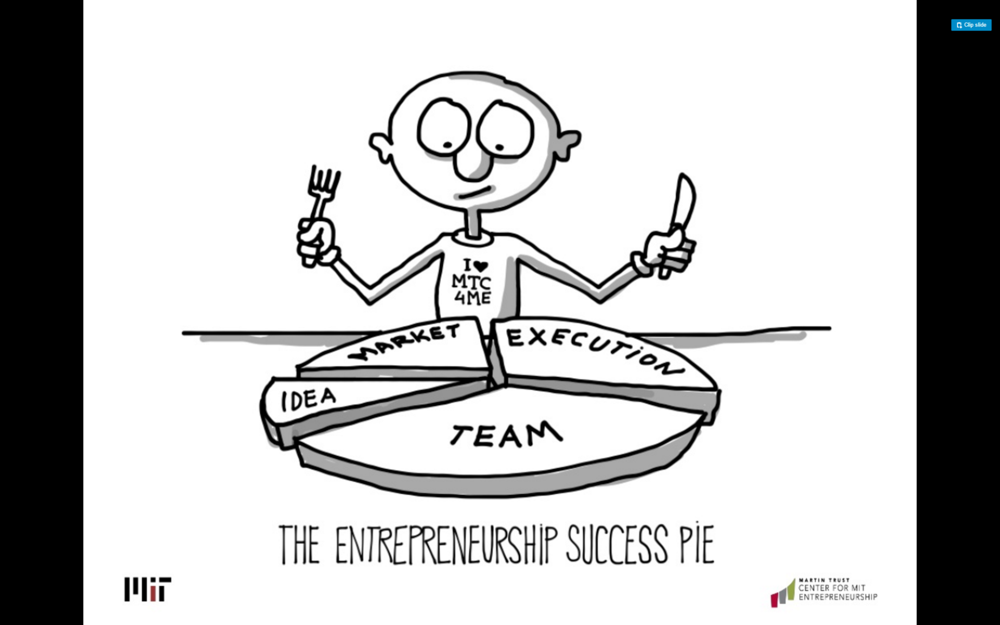 Clip slide
I ♥
MTC
4ME
MARKET
EXECUTiON
IDEA
TEAM
THE ENTREPRENEURSHiP SUCCESS PiE
MiT
MARTIN TRUST
CENTER FOR MIT
ENTREPRENEURSHIP